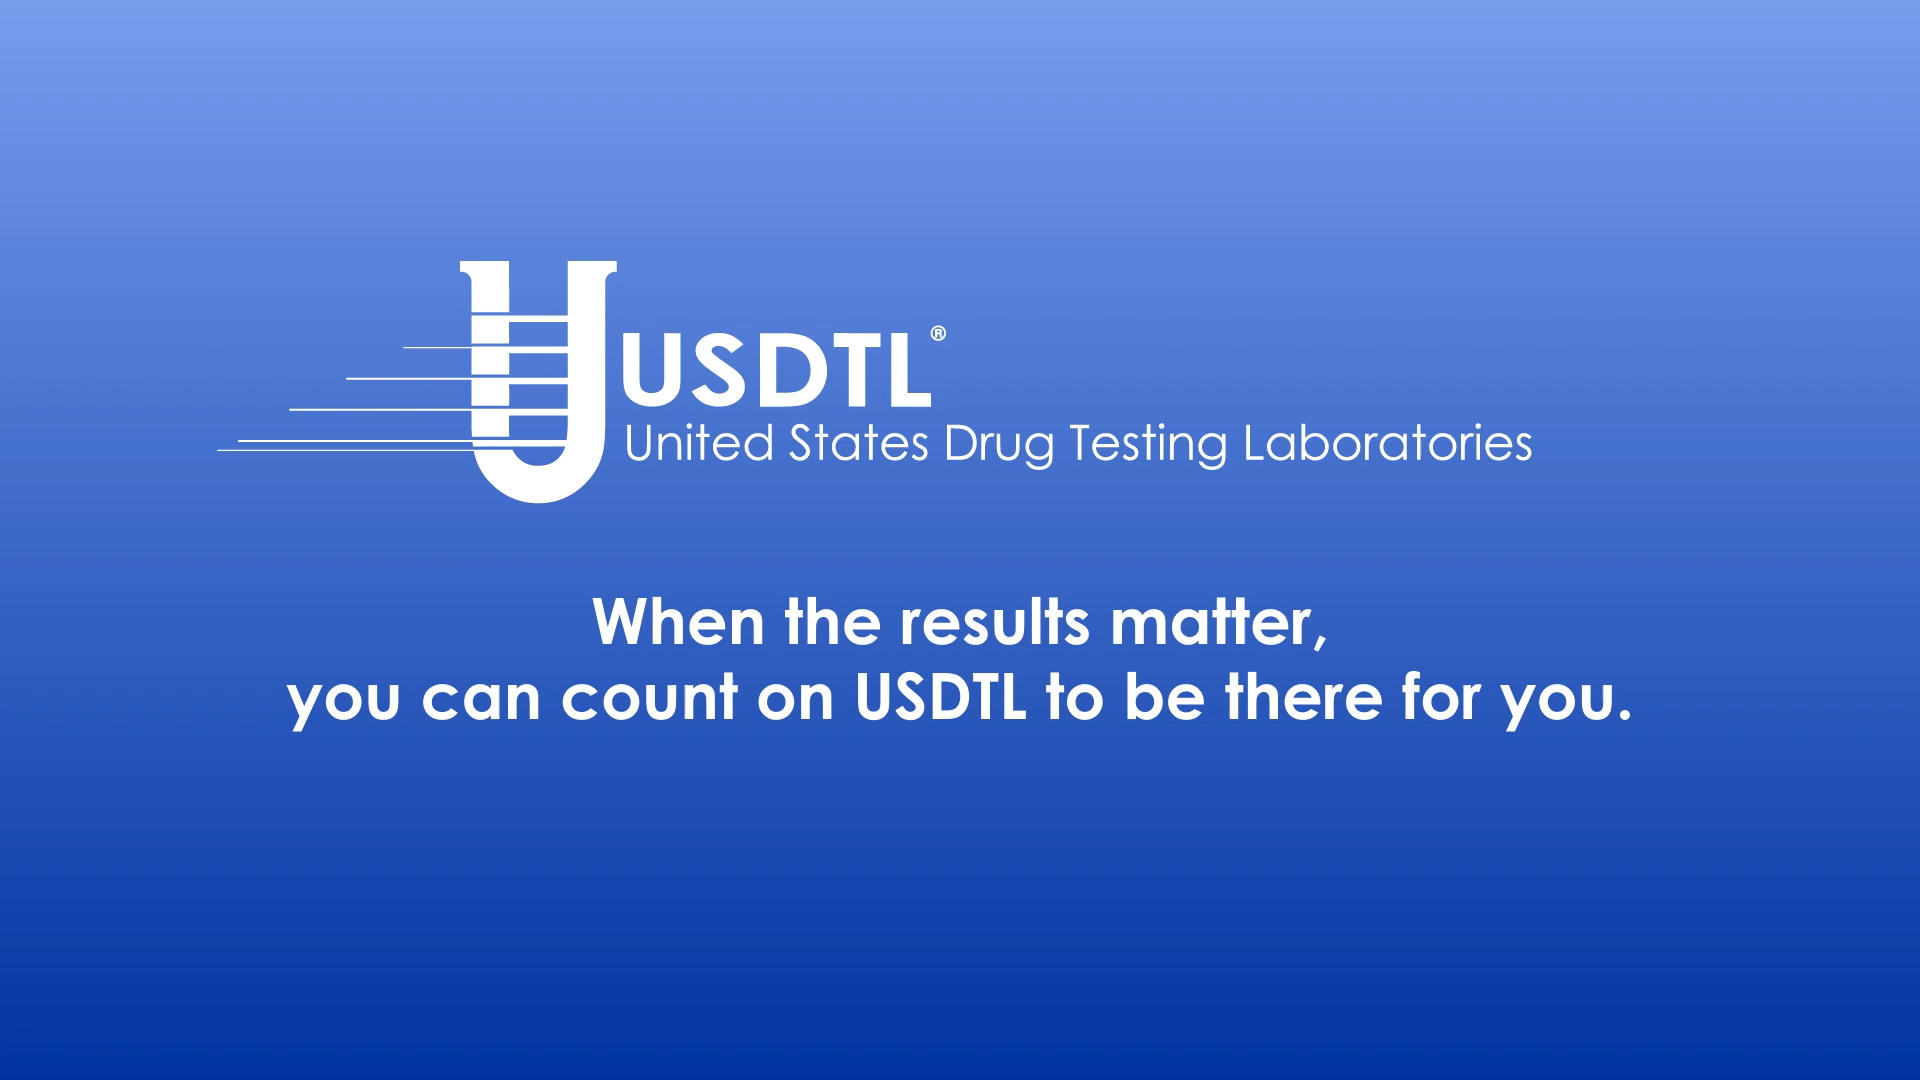 USDTL®
United States Drug Testing Laboratories
When the results matter,
you can count on USDTL to be there for you.